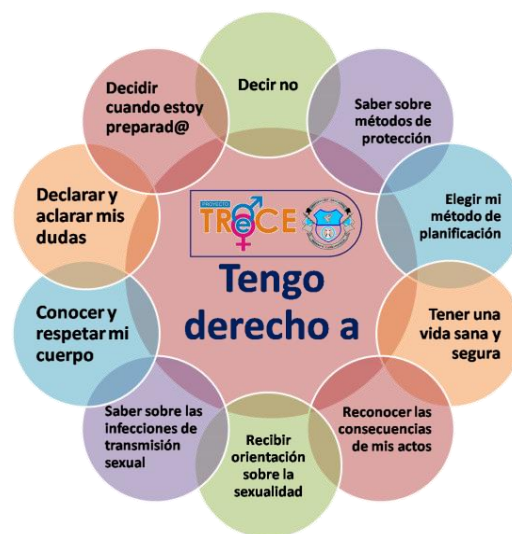 Decir no
Saber sobre
métodos de
protección
Elegir mi
método de
planificación
Tener una
vida sana y
segura
Reconocer las
consecuencias
de mis actos
Recibir
orientación
sobre la
sexualidad
Saber sobre las
infecciones de
transmisión
sexual
Conocer y
respetar mi
cuerpo
Declarar y
aclarar mis
dudas
Decidir
cuando estoy
preparad@
PROYECTO
TReCE
Tengo
derecho a